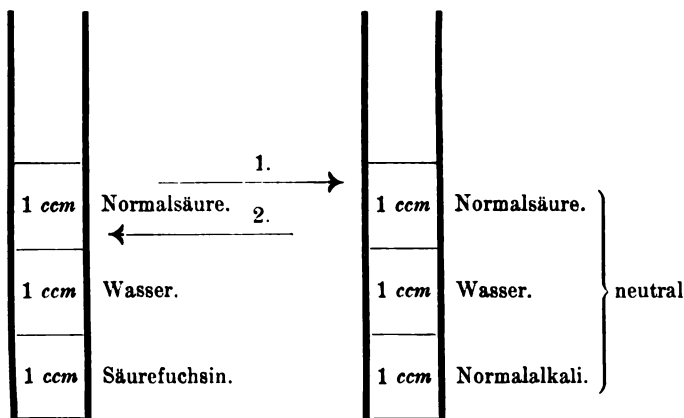 1.
1 ccm Normalsäure. 1 ccm Normalsäure.
2.
1 ccm Wasser. 1 ccm Wasser. neutral
1 ccm Säurefuchsin. 1 ccm Normalalkali.